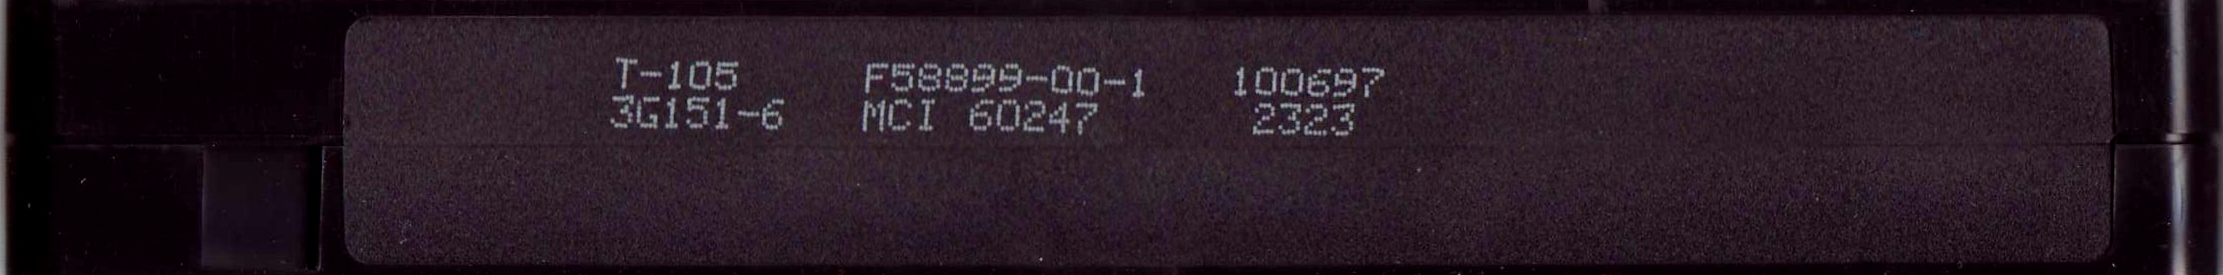 T-105 F58899-00-1 100697
3G151-6 MCI 60247 2323